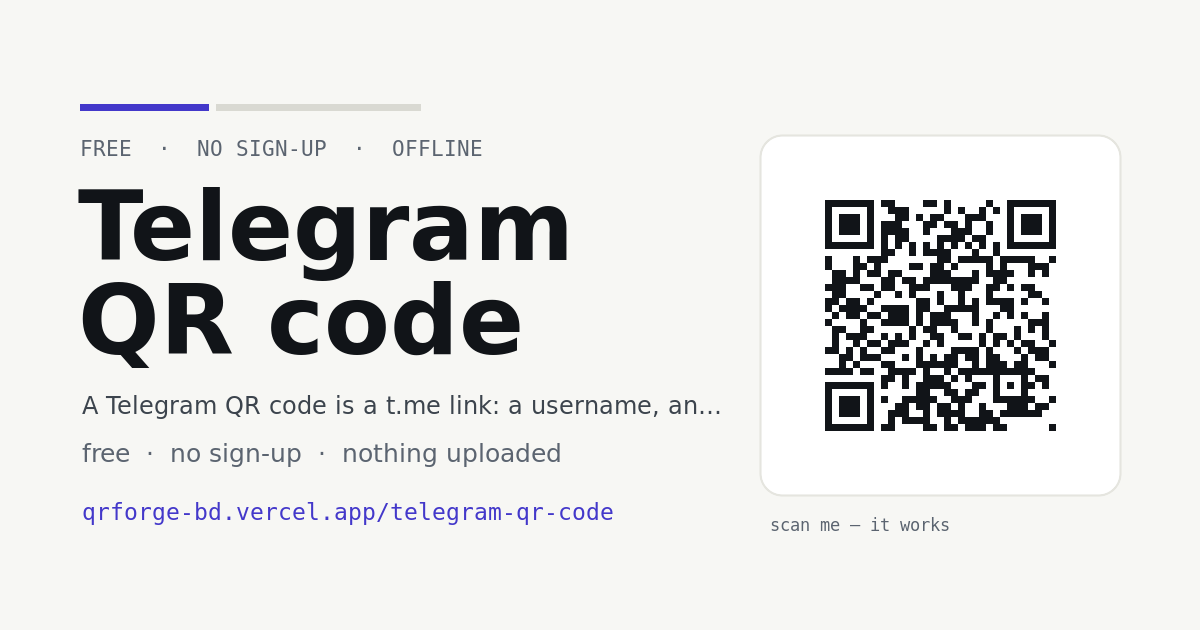 FREE · NO SIGN-UP · OFFLINE
Telegram
QR code
A Telegram QR code is a t.me link: a username, an…
free · no sign-up · nothing uploaded
qrforge-bd.vercel.app/telegram-qr-code
scan me — it works